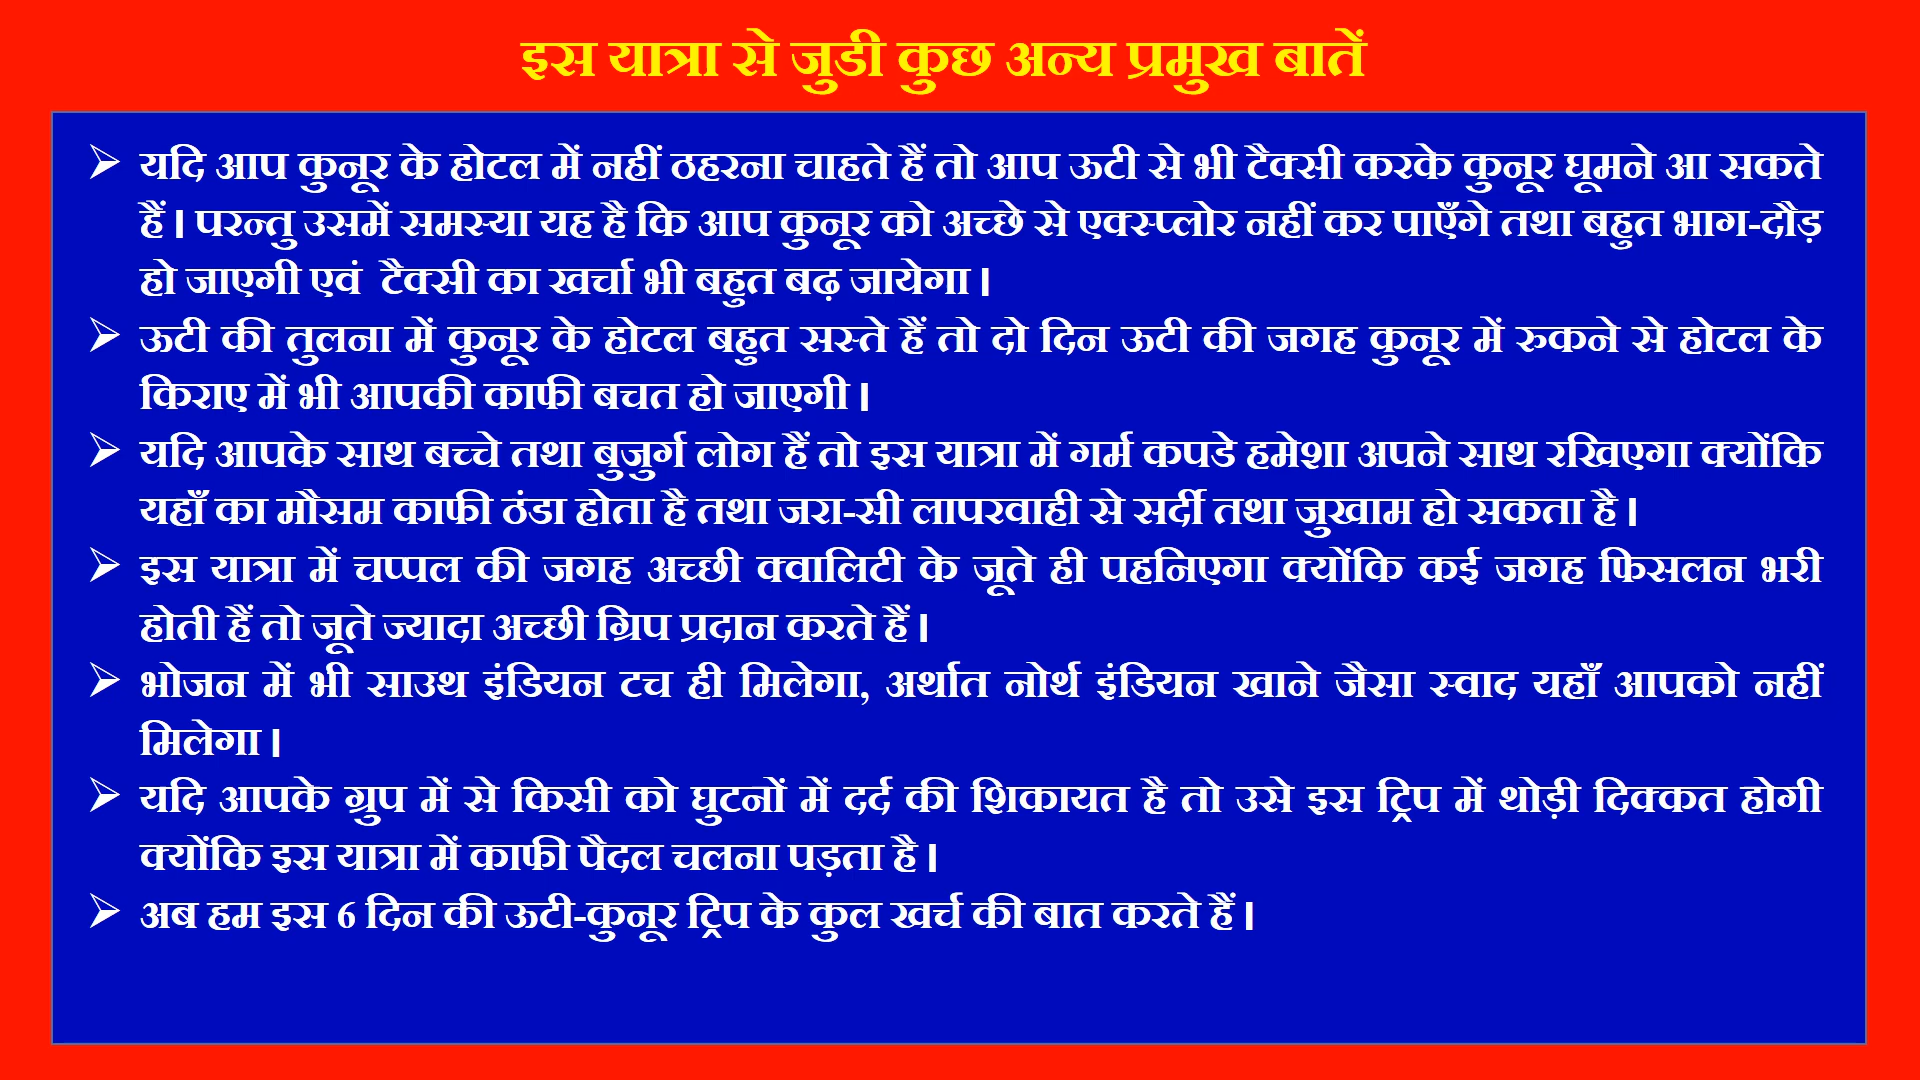 इस यात्रा से जुडी कुछ अन्य प्रमुख बातें
➢ यदि आप कुनूर के होटल में नहीं ठहरना चाहते हैं तो आप ऊटी से भी टैक्सी करके कुनूर घूमने आ सकते
हैं। परन्तु उसमें समस्या यह है कि आप कुनूर को अच्छे से एक्स्प्लोर नहीं कर पाएँगे तथा बहुत भाग-दौड़
हो जाएगी एवं टैक्सी का खर्चा भी बहुत बढ़ जायेगा।
➢ ऊटी की तुलना में कुनूर के होटल बहुत सस्ते हैं तो दो दिन ऊटी की जगह कुनूर में रुकने से होटल के
किराए में भी आपकी काफी बचत हो जाएगी।
➢ यदि आपके साथ बच्चे तथा बुजुर्ग लोग हैं तो इस यात्रा में गर्म कपडे हमेशा अपने साथ रखिएगा क्योंकि
यहाँ का मौसम काफी ठंडा होता है तथा जरा-सी लापरवाही से सर्दी तथा जुखाम हो सकता है।
➢ इस यात्रा में चप्पल की जगह अच्छी क्वालिटी के जूते ही पहनिएगा क्योंकि कई जगह फिसलन भरी
होती हैं तो जूते ज्यादा अच्छी ग्रिप प्रदान करते हैं।
➢ भोजन में भी साउथ इंडियन टच ही मिलेगा, अर्थात नोर्थ इंडियन खाने जैसा स्वाद यहाँ आपको नहीं
मिलेगा।
➢ यदि आपके ग्रुप में से किसी को घुटनों में दर्द की शिकायत है तो उसे इस ट्रिप में थोड़ी दिक्कत होगी
क्योंकि इस यात्रा में काफी पैदल चलना पड़ता है।
➢ अब हम इस 6 दिन की ऊटी-कुनूर ट्रिप के कुल खर्च की बात करते हैं।